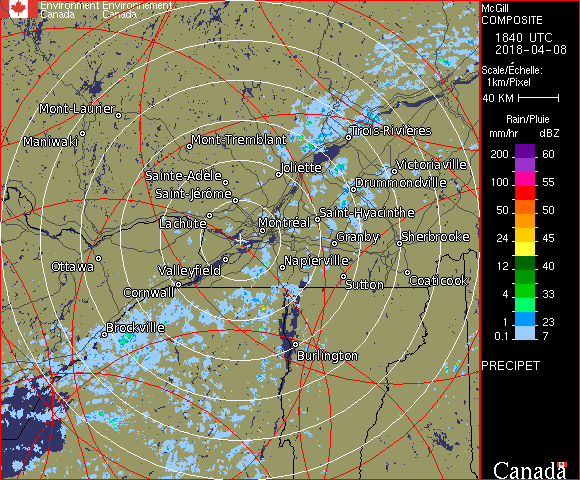 Environment Environnement
Canada Canada
Mont-Laurier
Maniwaki
Mont-Tremblant
Trois-Rivières
Joliette
Victoriaville
Sainte-Adèle
Drummondville
Saint-Jérôme
Lachute
Saint-Hyacinthe
Montréal
Granby
Sherbrooke
Ottawa
Valleyfield
Napierville
Sutton
Coaticook
Cornwall
Brockville
Burlington
McGill
COMPOSITE
1840 UTC
2018-04-08
Scale/Échelle:
1km/Pixel
40 KM
Rain/Pluie
mm/hr dBZ
200 60
100 55
50 50
24 45
12 40
4 33
0.1 23
7
PRECIPET
Canada